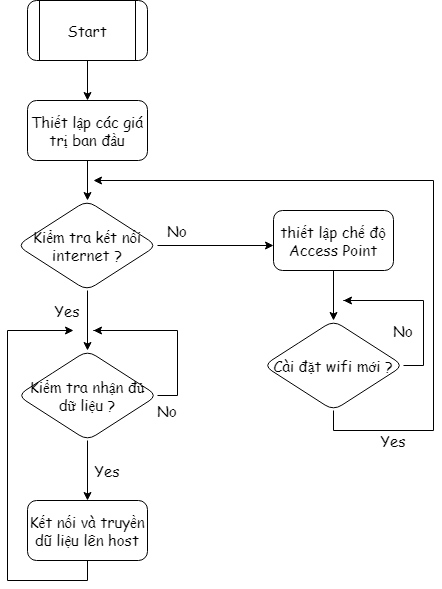 Start
Thiết lập các giá
trị ban đầu
Kiểm tra kết nối
internet ?
No
thiết lập chế độ
Access Point
Yes
No
Cài đặt wifi mới ?
Kiểm tra nhận đủ
dữ liệu ?
No
Yes
Yes
Kết nối và truyền
dữ liệu lên host